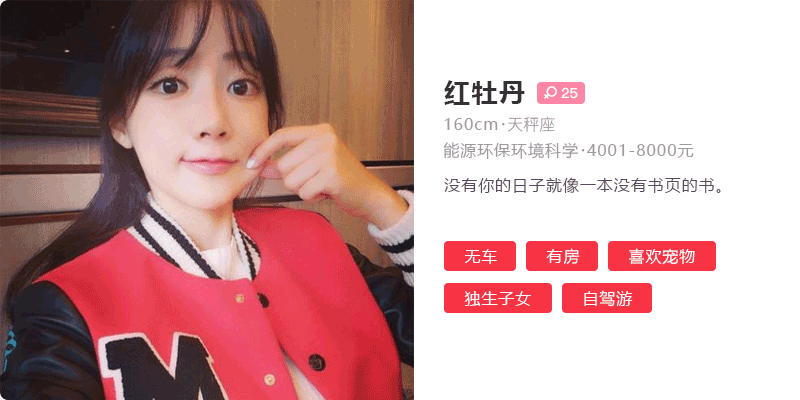 红牡丹 25
160cm·天秤座
能源环保环境科学·4001-8000元
没有你的日子就像一本没有书页的书。
无车 有房 喜欢宠物
独生子女 自驾游
M